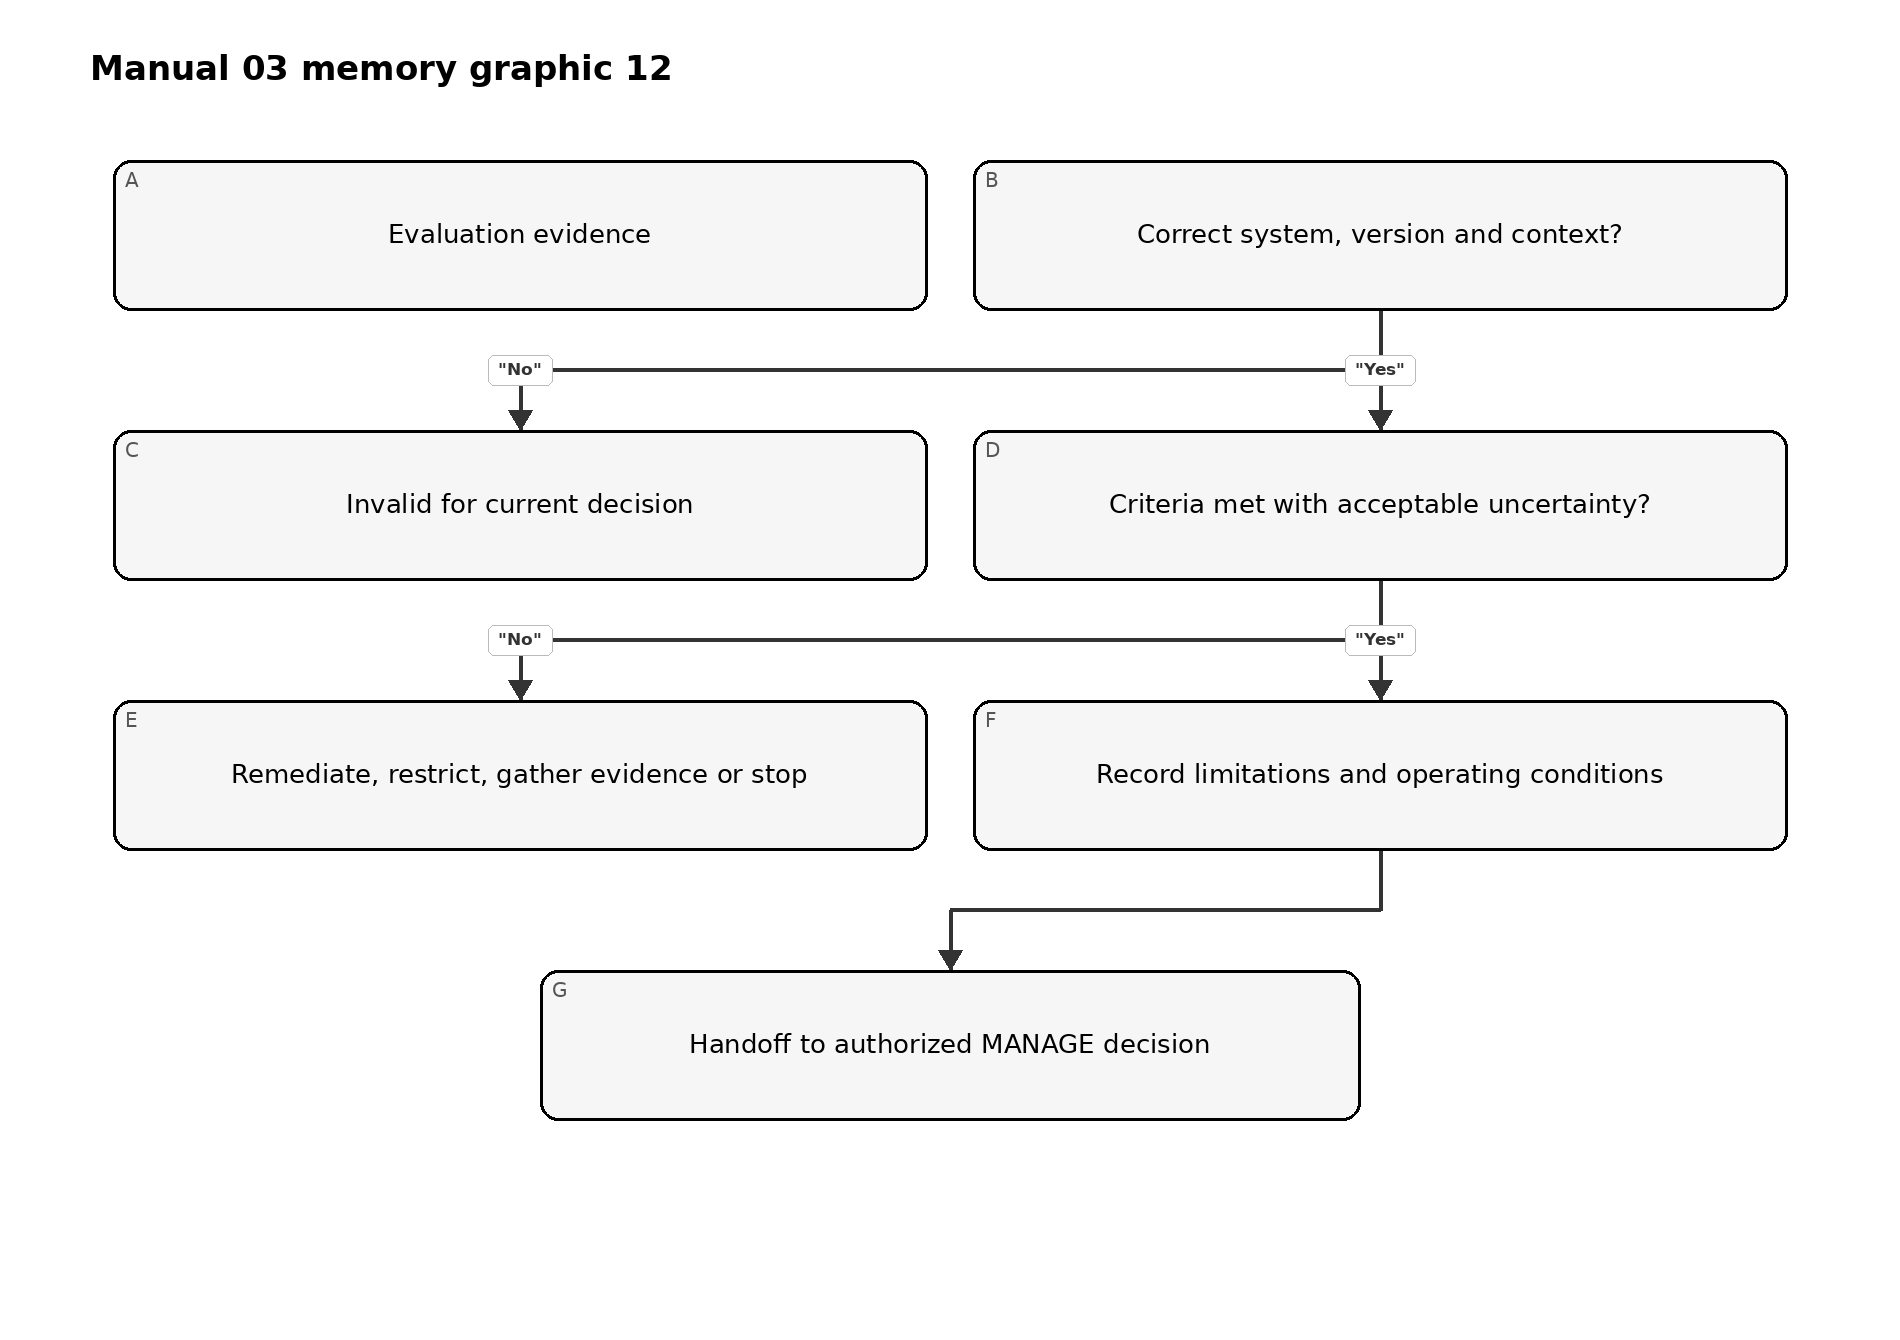 Manual 03 memory graphic 12
A
Evaluation evidence
B
Correct system, version and context?
"No"
"Yes"
C
Invalid for current decision
D
Criteria met with acceptable uncertainty?
"No"
"Yes"
E
Remediate, restrict, gather evidence or stop
F
Record limitations and operating conditions
G
Handoff to authorized MANAGE decision